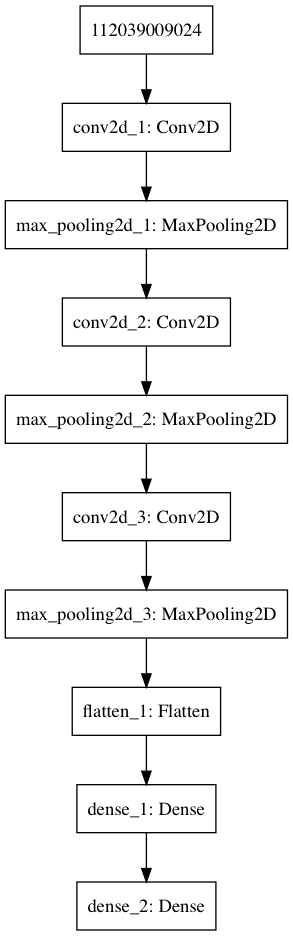 112039009024
conv2d_1: Conv2D
max_pooling2d_1: MaxPooling2D
conv2d_2: Conv2D
max_pooling2d_2: MaxPooling2D
conv2d_3: Conv2D
max_pooling2d_3: MaxPooling2D
flatten_1: Flatten
dense_1: Dense
dense_2: Dense